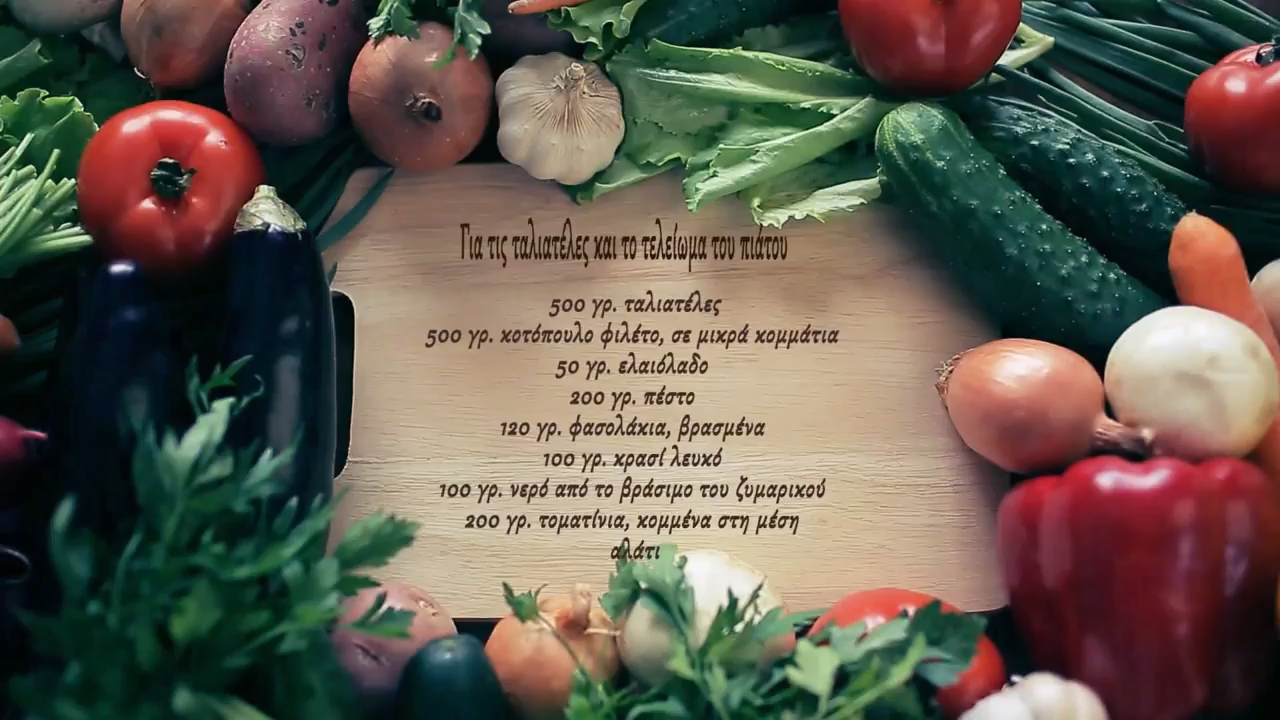 Για τις ταλιατέλες και το τελείωμα του πιάτου
500 γρ. ταλιατέλες
500 γρ. κοτόπουλο φιλέτο, σε μικρά κομμάτια
50 γρ. ελαιόλαδο
200 γρ. πέστο
120 γρ. φασολάκια, βρασμένα
100 γρ. κρασί λευκό
100 γρ. νερό από το βράσιμο του ζυμαρικού
200 γρ. τοματίνια, κομμένα στη μέση
αλάτι